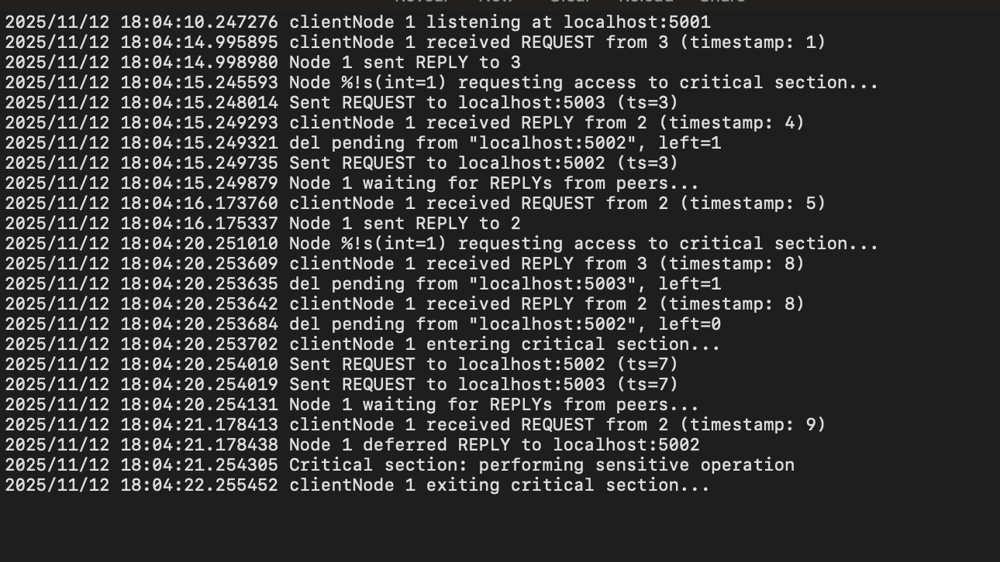 2025/11/12 18:04:10.247276 clientNode 1 listening at localhost:5001
2025/11/12 18:04:14.995895 clientNode 1 received REQUEST from 3 (timestamp: 1)
2025/11/12 18:04:14.998980 Node 1 sent REPLY to 3
2025/11/12 18:04:15.245593 Node %!s(int=1) requesting access to critical section...
2025/11/12 18:04:15.248014 Sent REQUEST to localhost:5003 (ts=3)
2025/11/12 18:04:15.249293 clientNode 1 received REPLY from 2 (timestamp: 4)
2025/11/12 18:04:15.249321 del pending from "localhost:5002", left=1
2025/11/12 18:04:15.249735 Sent REQUEST to localhost:5002 (ts=3)
2025/11/12 18:04:15.249879 Node 1 waiting for REPLYs from peers...
2025/11/12 18:04:16.173760 clientNode 1 received REQUEST from 2 (timestamp: 5)
2025/11/12 18:04:16.175337 Node 1 sent REPLY to 2
2025/11/12 18:04:20.251010 Node %!s(int=1) requesting access to critical section...
2025/11/12 18:04:20.253609 clientNode 1 received REPLY from 3 (timestamp: 8)
2025/11/12 18:04:20.253635 del pending from "localhost:5003", left=1
2025/11/12 18:04:20.253642 clientNode 1 received REPLY from 2 (timestamp: 8)
2025/11/12 18:04:20.253684 del pending from "localhost:5002", left=0
2025/11/12 18:04:20.253702 clientNode 1 entering critical section...
2025/11/12 18:04:20.254010 Sent REQUEST to localhost:5002 (ts=7)
2025/11/12 18:04:20.254019 Sent REQUEST to localhost:5003 (ts=7)
2025/11/12 18:04:20.254131 Node 1 waiting for REPLYs from peers...
2025/11/12 18:04:21.178413 clientNode 1 received REQUEST from 2 (timestamp: 9)
2025/11/12 18:04:21.178438 Node 1 deferred REPLY to localhost:5002
2025/11/12 18:04:21.254305 Critical section: performing sensitive operation
2025/11/12 18:04:22.255452 clientNode 1 exiting critical section...